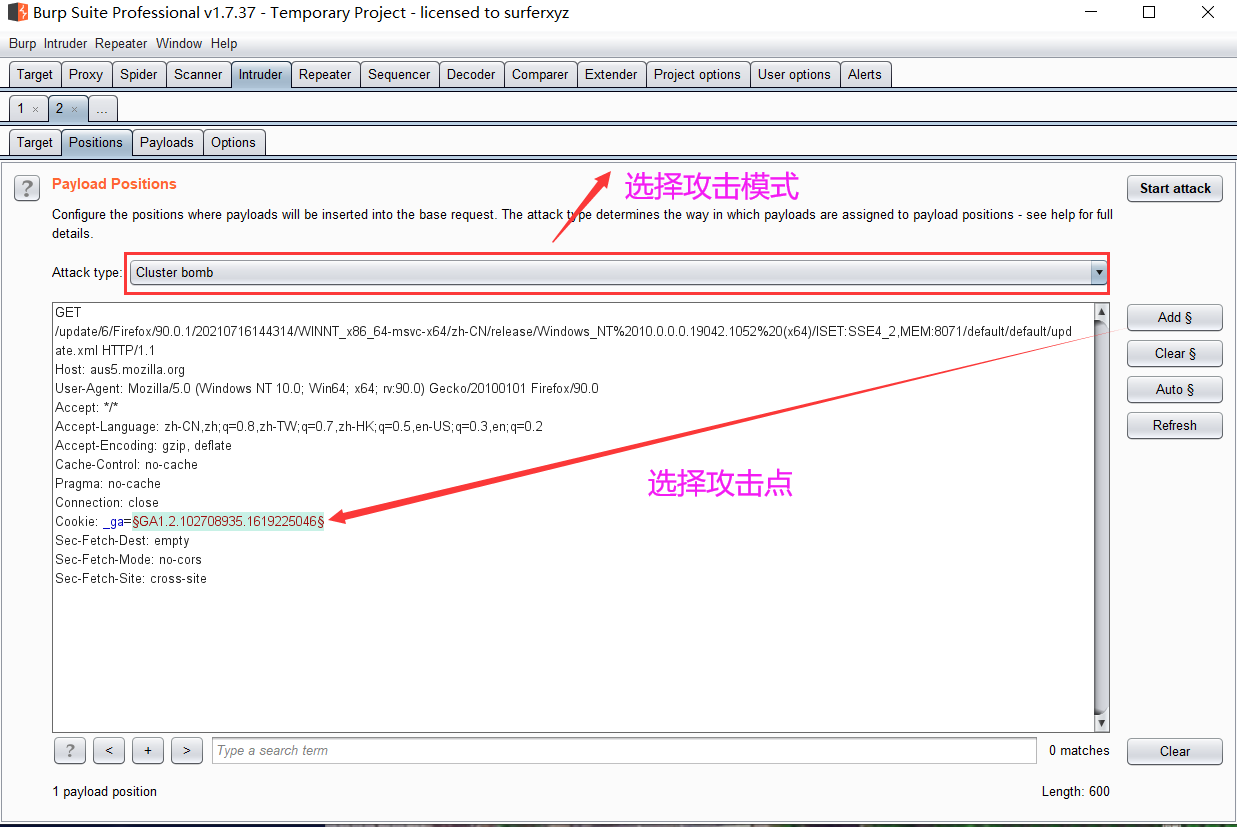 Burp Suite Professional v1.7.37 - Temporary Project - licensed to surferxyz
Burp Intruder Repeater Window Help
Target Proxy Spider Scanner Intruder Repeater Sequencer Decoder Comparer Extender Project options User options Alerts
1 × 2 × ...
Target Positions Payloads Options
? Payload Positions
选择攻击模式
Start attack
Configure the positions where payloads will be inserted into the base request. The attack type determines the way in which payloads are assigned to payload positions - see help for full
details.
Attack type: Cluster bomb
GET
/update/6/Firefox/90.0.1/20210716144314/WINNT_x86_64-msvc-x64/zh-CN/release/Windows_NT%2010.0.0.0.19042.1052%20(x64)/ISET:SSE4_2,MEM:8071/default/default/upd
ate.xml HTTP/1.1
Host: aus5.mozilla.org
User-Agent: Mozilla/5.0 (Windows NT 10.0; Win64; x64; rv:90.0) Gecko/20100101 Firefox/90.0
Accept: */*
Accept-Language: zh-CN,zh;q=0.8,zh-TW;q=0.7,zh-HK;q=0.5,en-US;q=0.3,en;q=0.2
Accept-Encoding: gzip, deflate
Cache-Control: no-cache
Pragma: no-cache
Connection: close
Cookie: _ga=§GA1.2.102708935.1619225046§
Sec-Fetch-Dest: empty
Sec-Fetch-Mode: no-cors
Sec-Fetch-Site: cross-site
选择攻击点
Add §
Clear §
Auto §
Refresh
? < + > Type a search term 0 matches Clear
1 payload position Length: 600